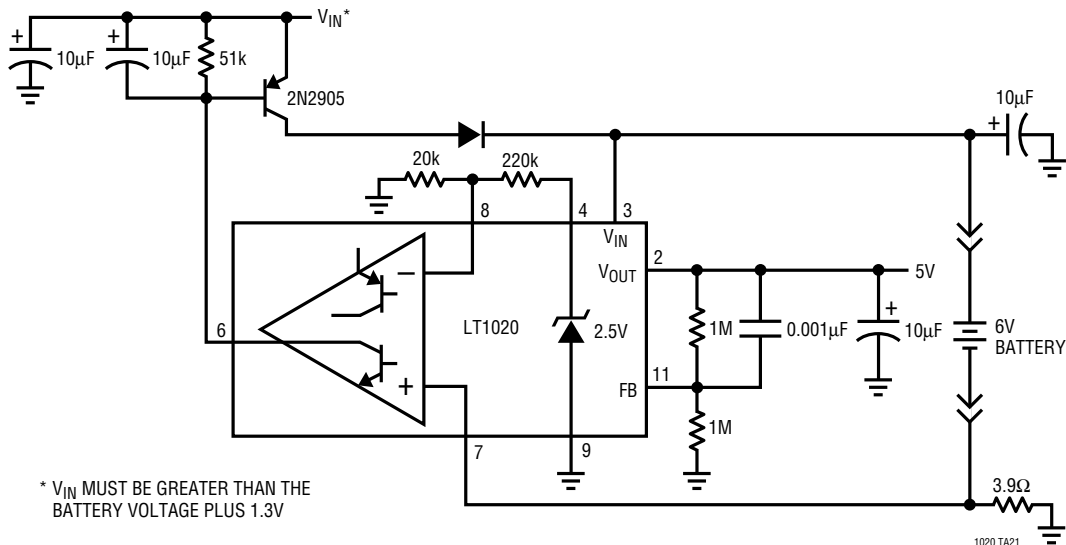 V_IN*
+
10μF
+
10μF
51k
2N2905
10μF
+
20k
220k
8
4
3
V_IN
2
V_OUT
5V
−
+
6
LT1020
2.5V
1M
0.001μF
+
10μF
6V
BATTERY
11
FB
1M
7
9
* V_IN MUST BE GREATER THAN THE
BATTERY VOLTAGE PLUS 1.3V
3.9Ω
1020 TA21